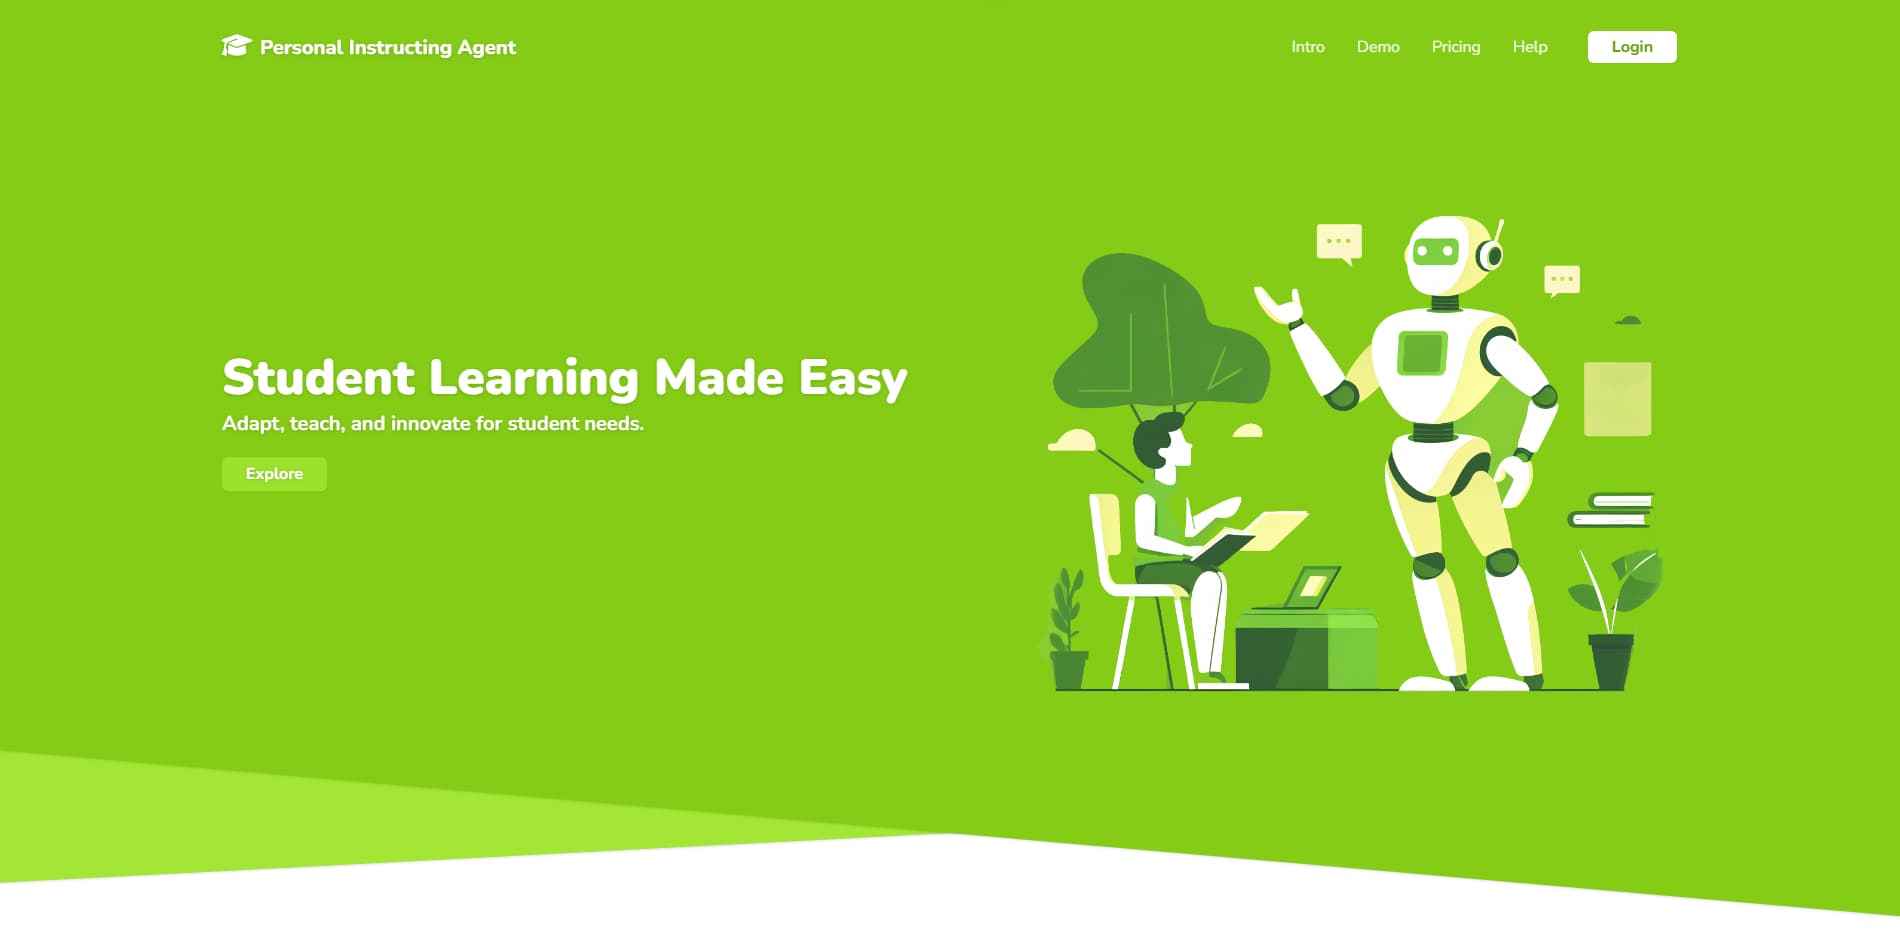 Personal Instructing Agent
Intro
Demo
Pricing
Help
Login
Student Learning Made Easy
Adapt, teach, and innovate for student needs.
Explore